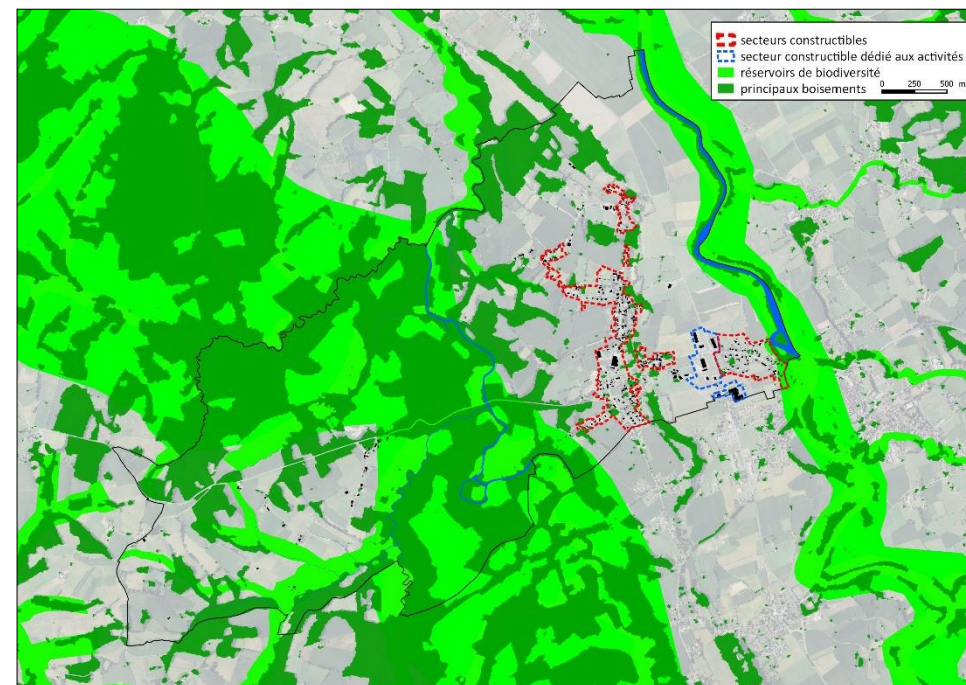 secteurs constructibles
secteur constructible dédié aux activités
réservoirs de biodiversité
principaux boisements
0 250 500 m